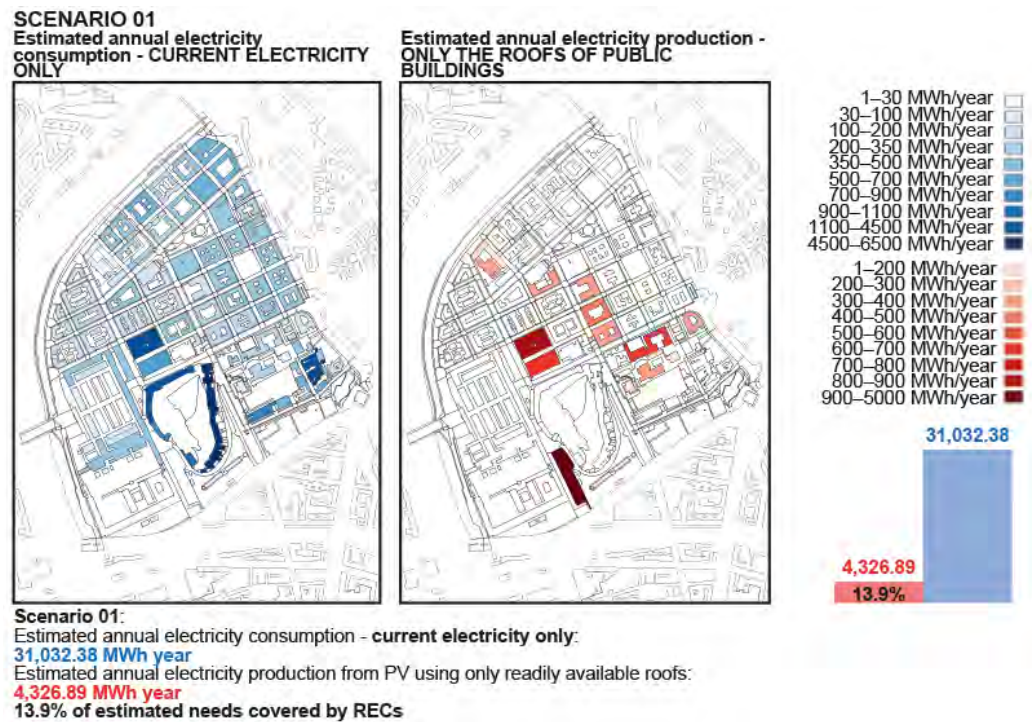 SCENARIO 01
Estimated annual electricity
consumption - CURRENT ELECTRICITY
ONLY
Estimated annual electricity production -
ONLY THE ROOFS OF PUBLIC
BUILDINGS
1–30 MWh/year
30–100 MWh/year
100–200 MWh/year
200–350 MWh/year
350–500 MWh/year
500–700 MWh/year
700–900 MWh/year
900–1100 MWh/year
1100–4500 MWh/year
4500–6500 MWh/year
1–200 MWh/year
200–300 MWh/year
300–400 MWh/year
400–500 MWh/year
500–600 MWh/year
600–700 MWh/year
700–800 MWh/year
800–900 MWh/year
900–5000 MWh/year
31,032.38
4,326.89
13.9%
Scenario 01:
Estimated annual electricity consumption - current electricity only:
31,032.38 MWh year
Estimated annual electricity production from PV using only readily available roofs:
4,326.89 MWh year
13.9% of estimated needs covered by RECs